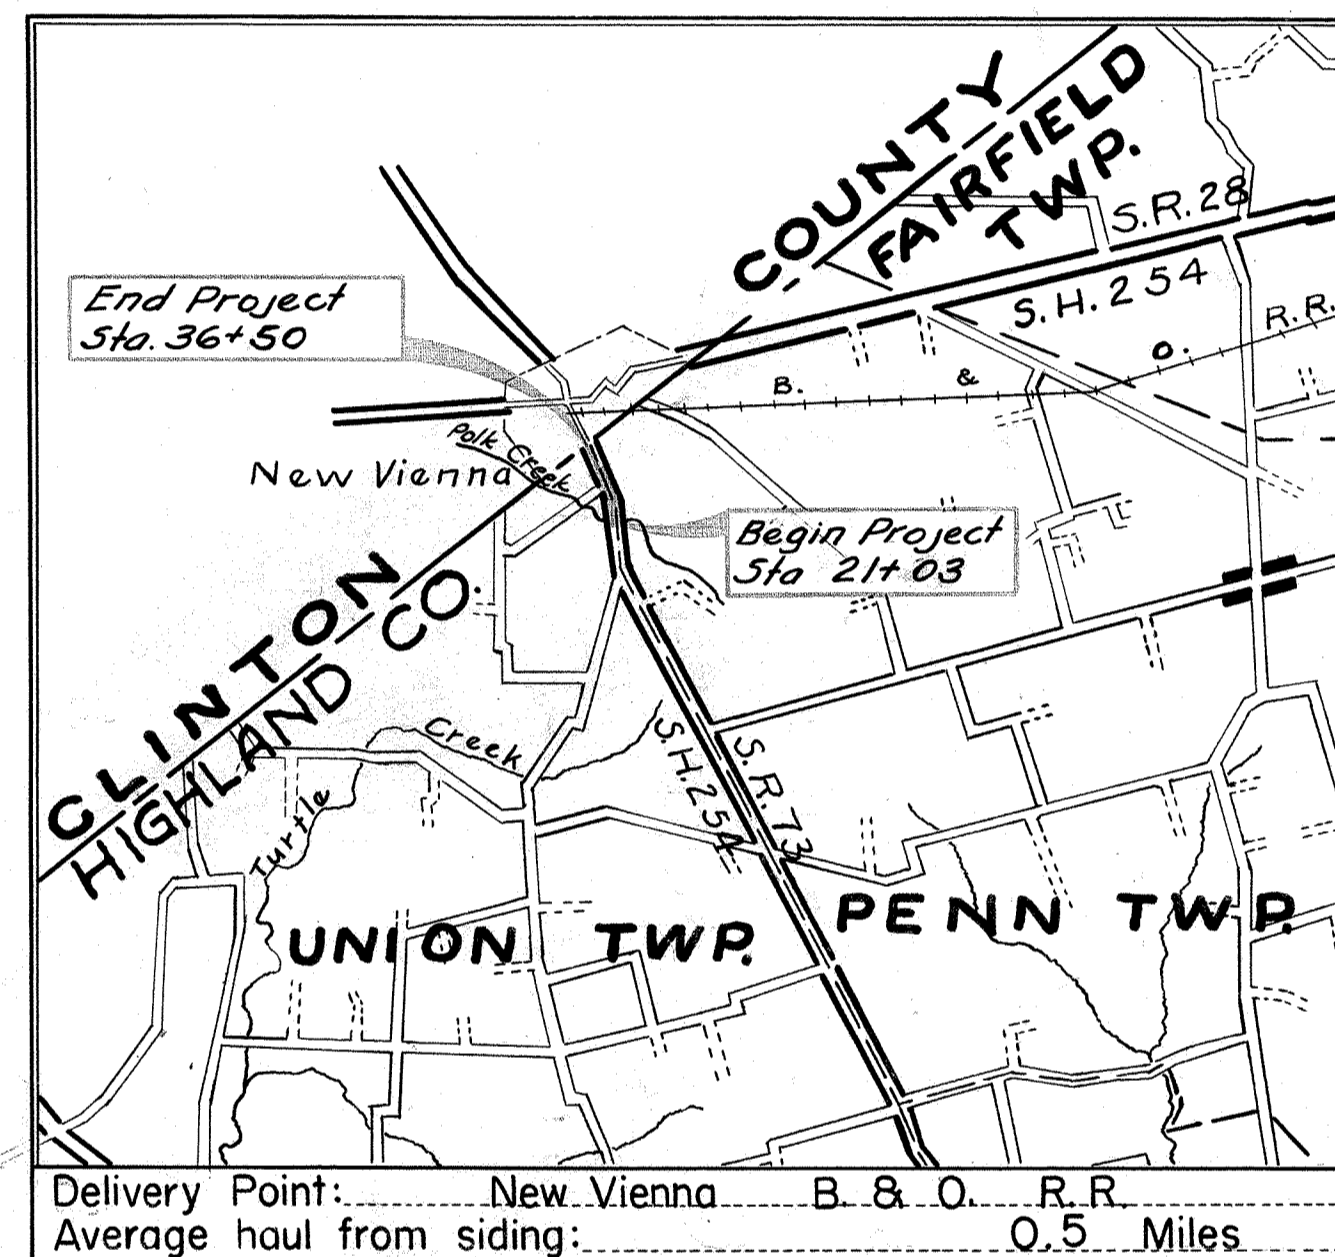 COUNTY
FAIRFIELD
TWP.
S.R. 28
S.H. 254
End Project
Sta. 36+50
B. & O. R.R.
Polk Creek
New Vienna
Begin Project
Sta 21+03
CLINTON
HIGHLAND CO.
Turtle Creek
S.H. 254
S.R. 73
UNION TWP.
PENN TWP.
Delivery Point: New Vienna B. & O. R.R.
Average haul from siding: 0.5 Miles